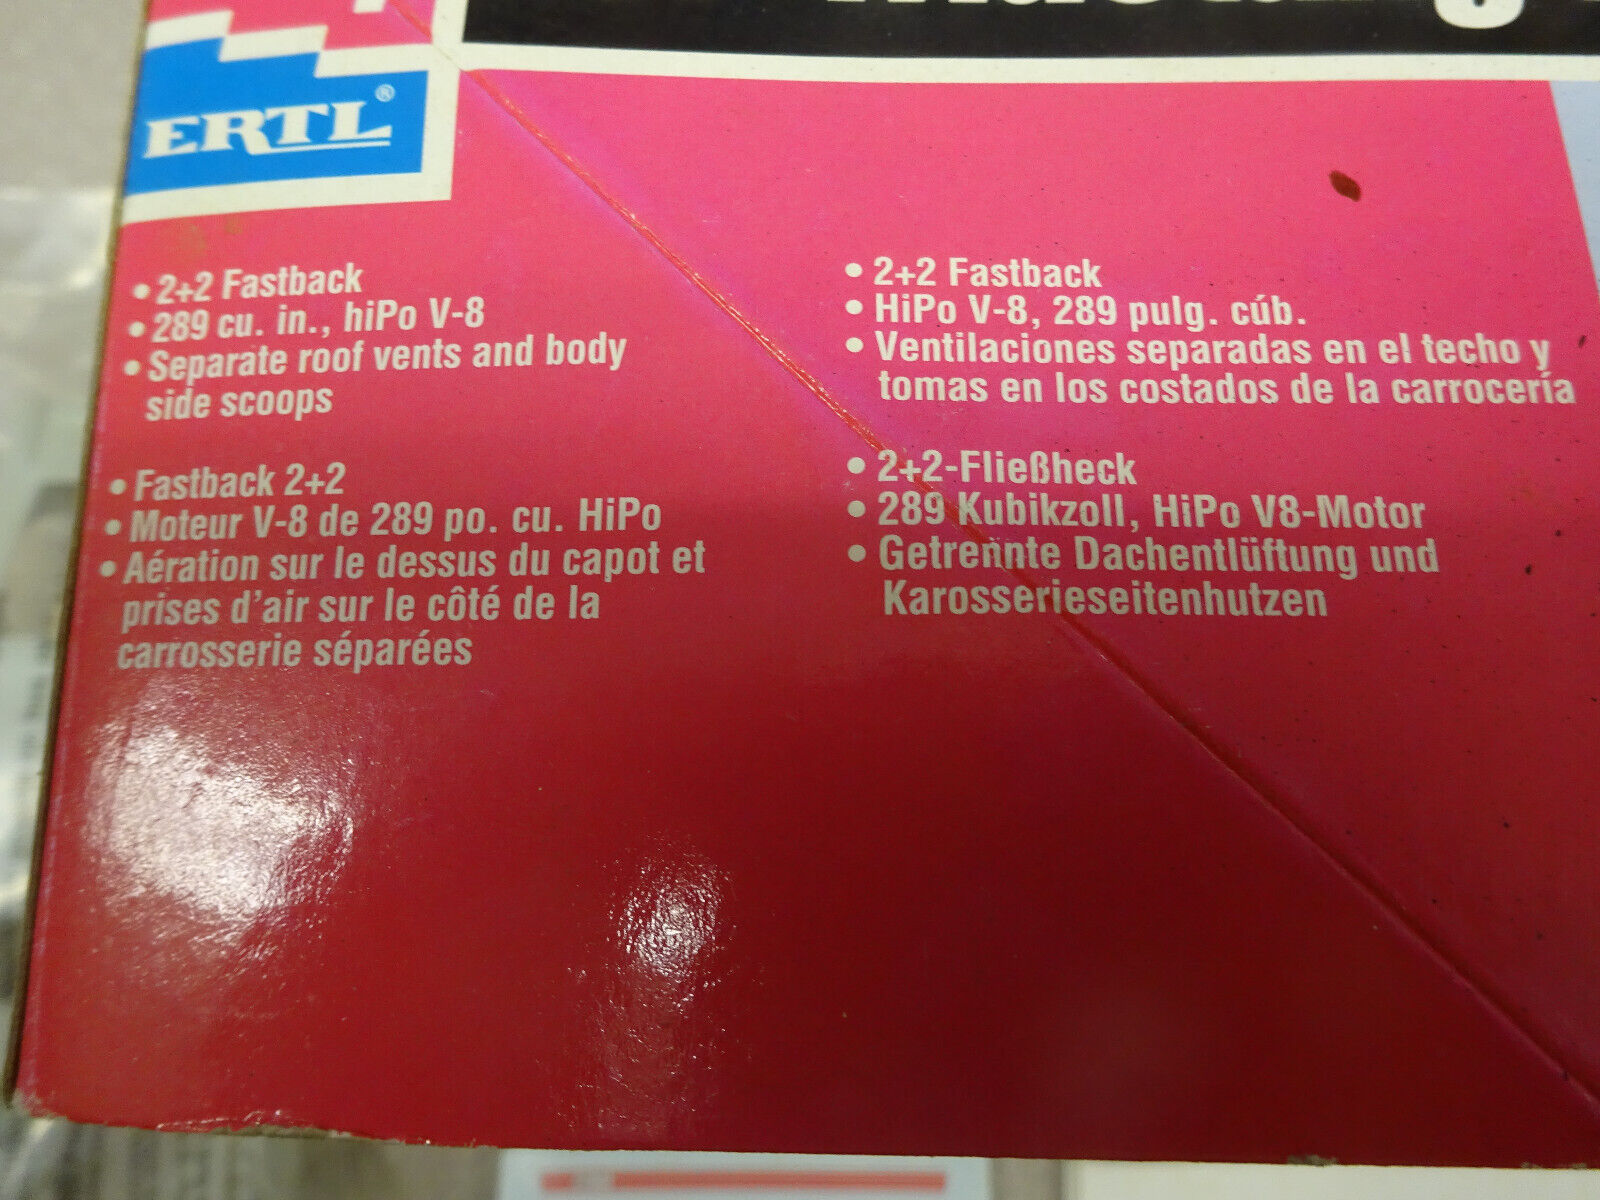 ERTL®
• 2+2 Fastback
• 289 cu. in., hiPo V-8
• Separate roof vents and body
side scoops
• Fastback 2+2
• Moteur V-8 de 289 po. cu. HiPo
• Aération sur le dessus du capot et
prises d'air sur le côté de la
carrosserie séparées
• 2+2 Fastback
• HiPo V-8, 289 pulg. cúb.
• Ventilaciones separadas en el techo y
tomas en los costados de la carrocería
• 2+2-Fließheck
• 289 Kubikzoll, HiPo V8-Motor
• Getrennte Dachentlüftung und
Karosserieseitenhutzen